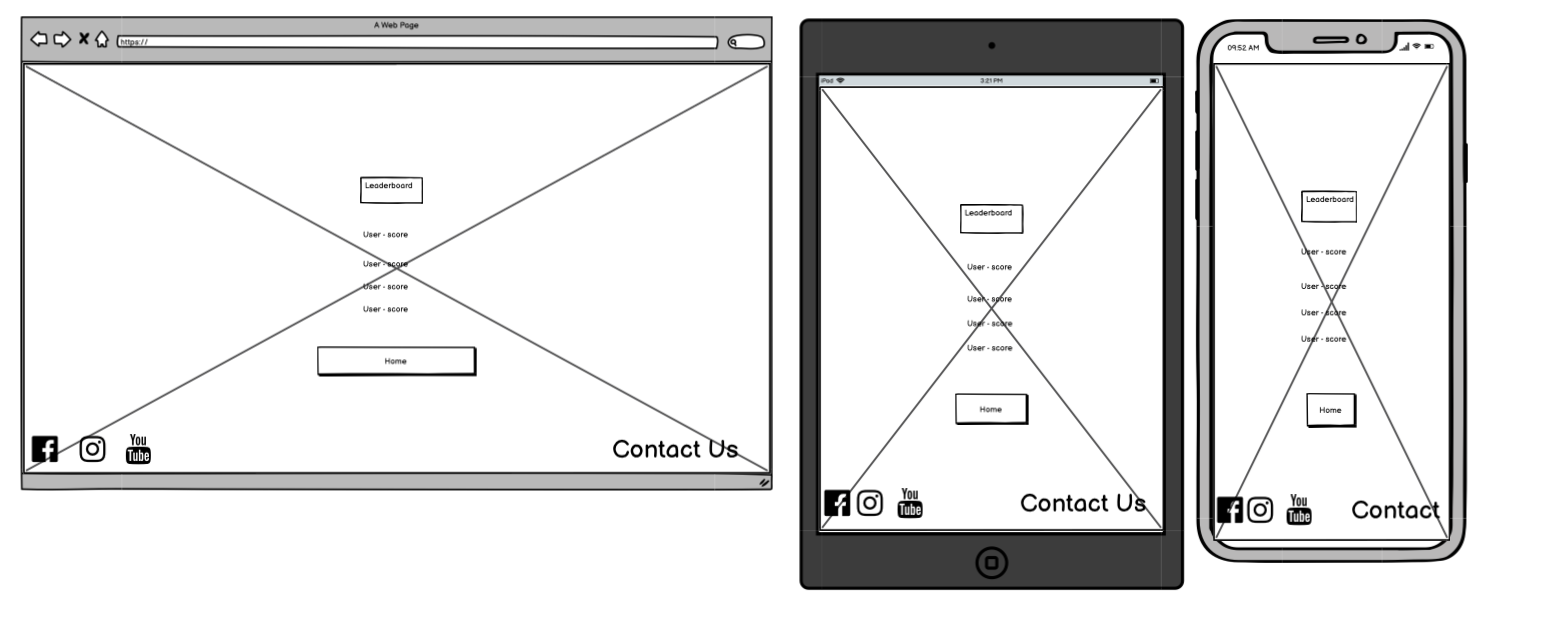 A Web Page
https://
Leaderboard
User - score
User - score
User - score
User - score
Home
You
Tube
Contact Us
iPad
3:21 PM
Leaderboard
User - score
User - score
User - score
User - score
Home
You
Tube
Contact Us
09:52 AM
Leaderboard
User - score
User - score
User - score
User - score
Home
You
Tube
Contact